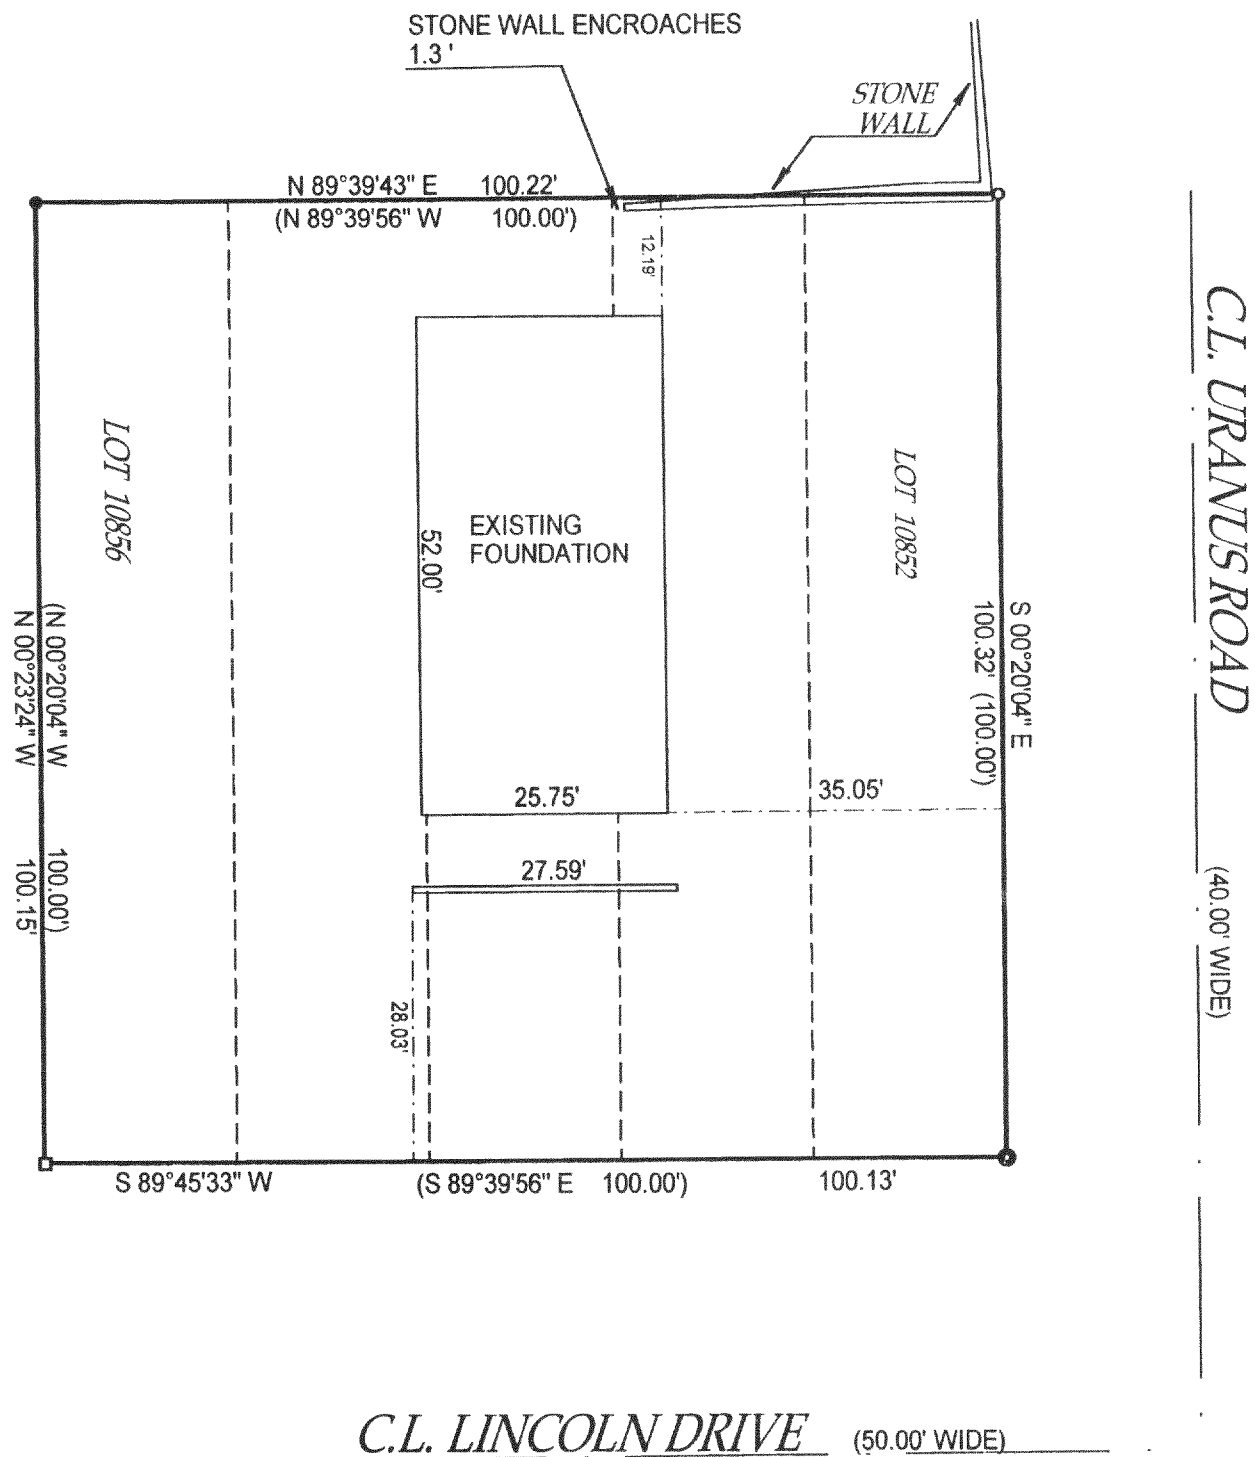 STONE WALL ENCROACHES
1.3 '
STONE
WALL
N 89°39'43" E 100.22'
(N 89°39'56" W 100.00')
12.19'
C.L. URANUS ROAD
(40.00' WIDE)
LOT 10856
LOT 10852
EXISTING
FOUNDATION
52.00'
S 00°20'04" E
100.32' (100.00')
(N 00°20'04" W 100.00')
N 00°23'24" W 100.15'
25.75'
35.05'
27.59'
28.03'
S 89°45'33" W (S 89°39'56" E 100.00') 100.13'
C.L. LINCOLN DRIVE (50.00' WIDE)